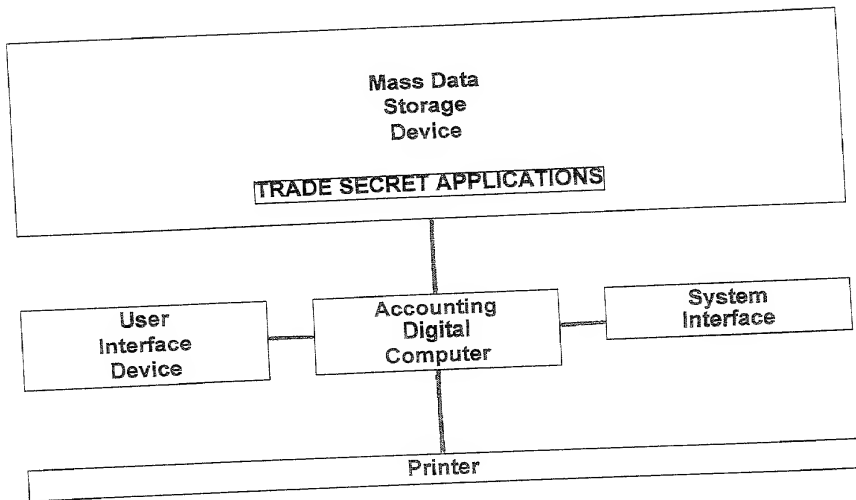 Mass Data
Storage
Device
TRADE SECRET APPLICATIONS
User
Interface
Device
Accounting
Digital
Computer
System
Interface
Printer